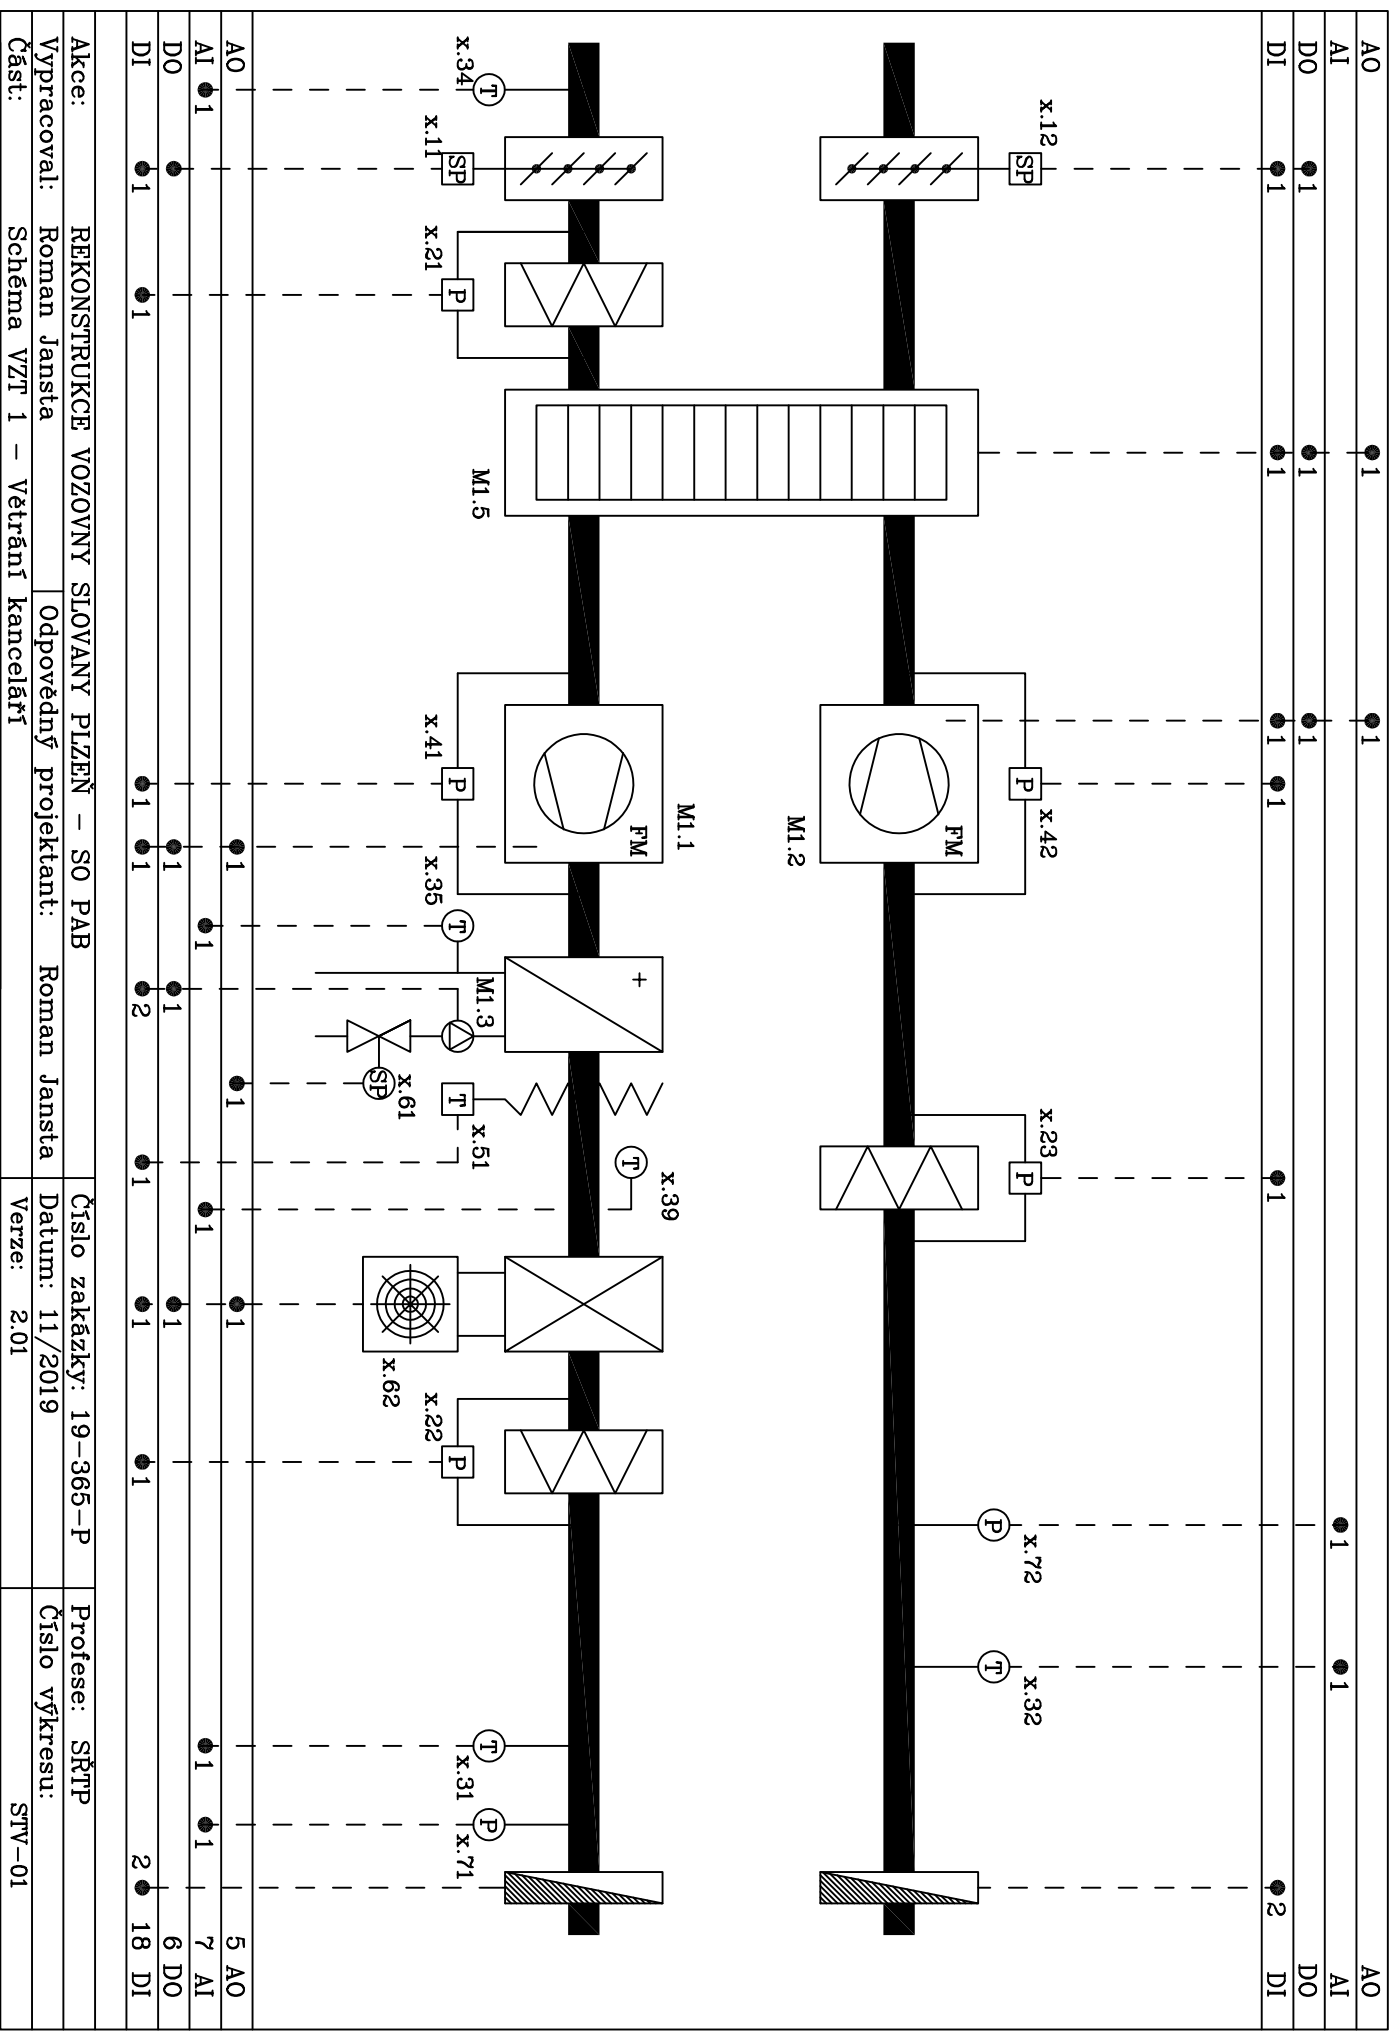 AO 1 1 AO
AI 1 1 AI
DO 1 1 1 DO
DI 1 1 1 1 1 2 DI
x.12 x.42 x.23
SP P P
x.72 x.32
P T
FM
M1.2
M1.1
x.39
FM
+
T
M1.5 M1.3 x.51
x.34 T
x.31 T
x.71 P
x.11 SP
x.21 P
x.41 P
x.35 T
T
x.22 P
x.61
SP
x.62
AO 1 1 1 5 AO
AI 1 1 1 1 1 7 AI
DO 1 1 1 6 DO
DI 1 1 1 1 2 1 1 1 2 18 DI
Akce: REKONSTRUKCE VOZOVNY SLOVANY PLZEŇ - SO PAB Číslo zakázky: 19-365-P Profese: SŘTP
Vypracoval: Roman Jansta Odpovědný projektant: Roman Jansta Datum: 11/2019 Číslo výkresu:
Část: Schéma VZT 1 - Větrání kanceláří Verze: 2.01 STV-01